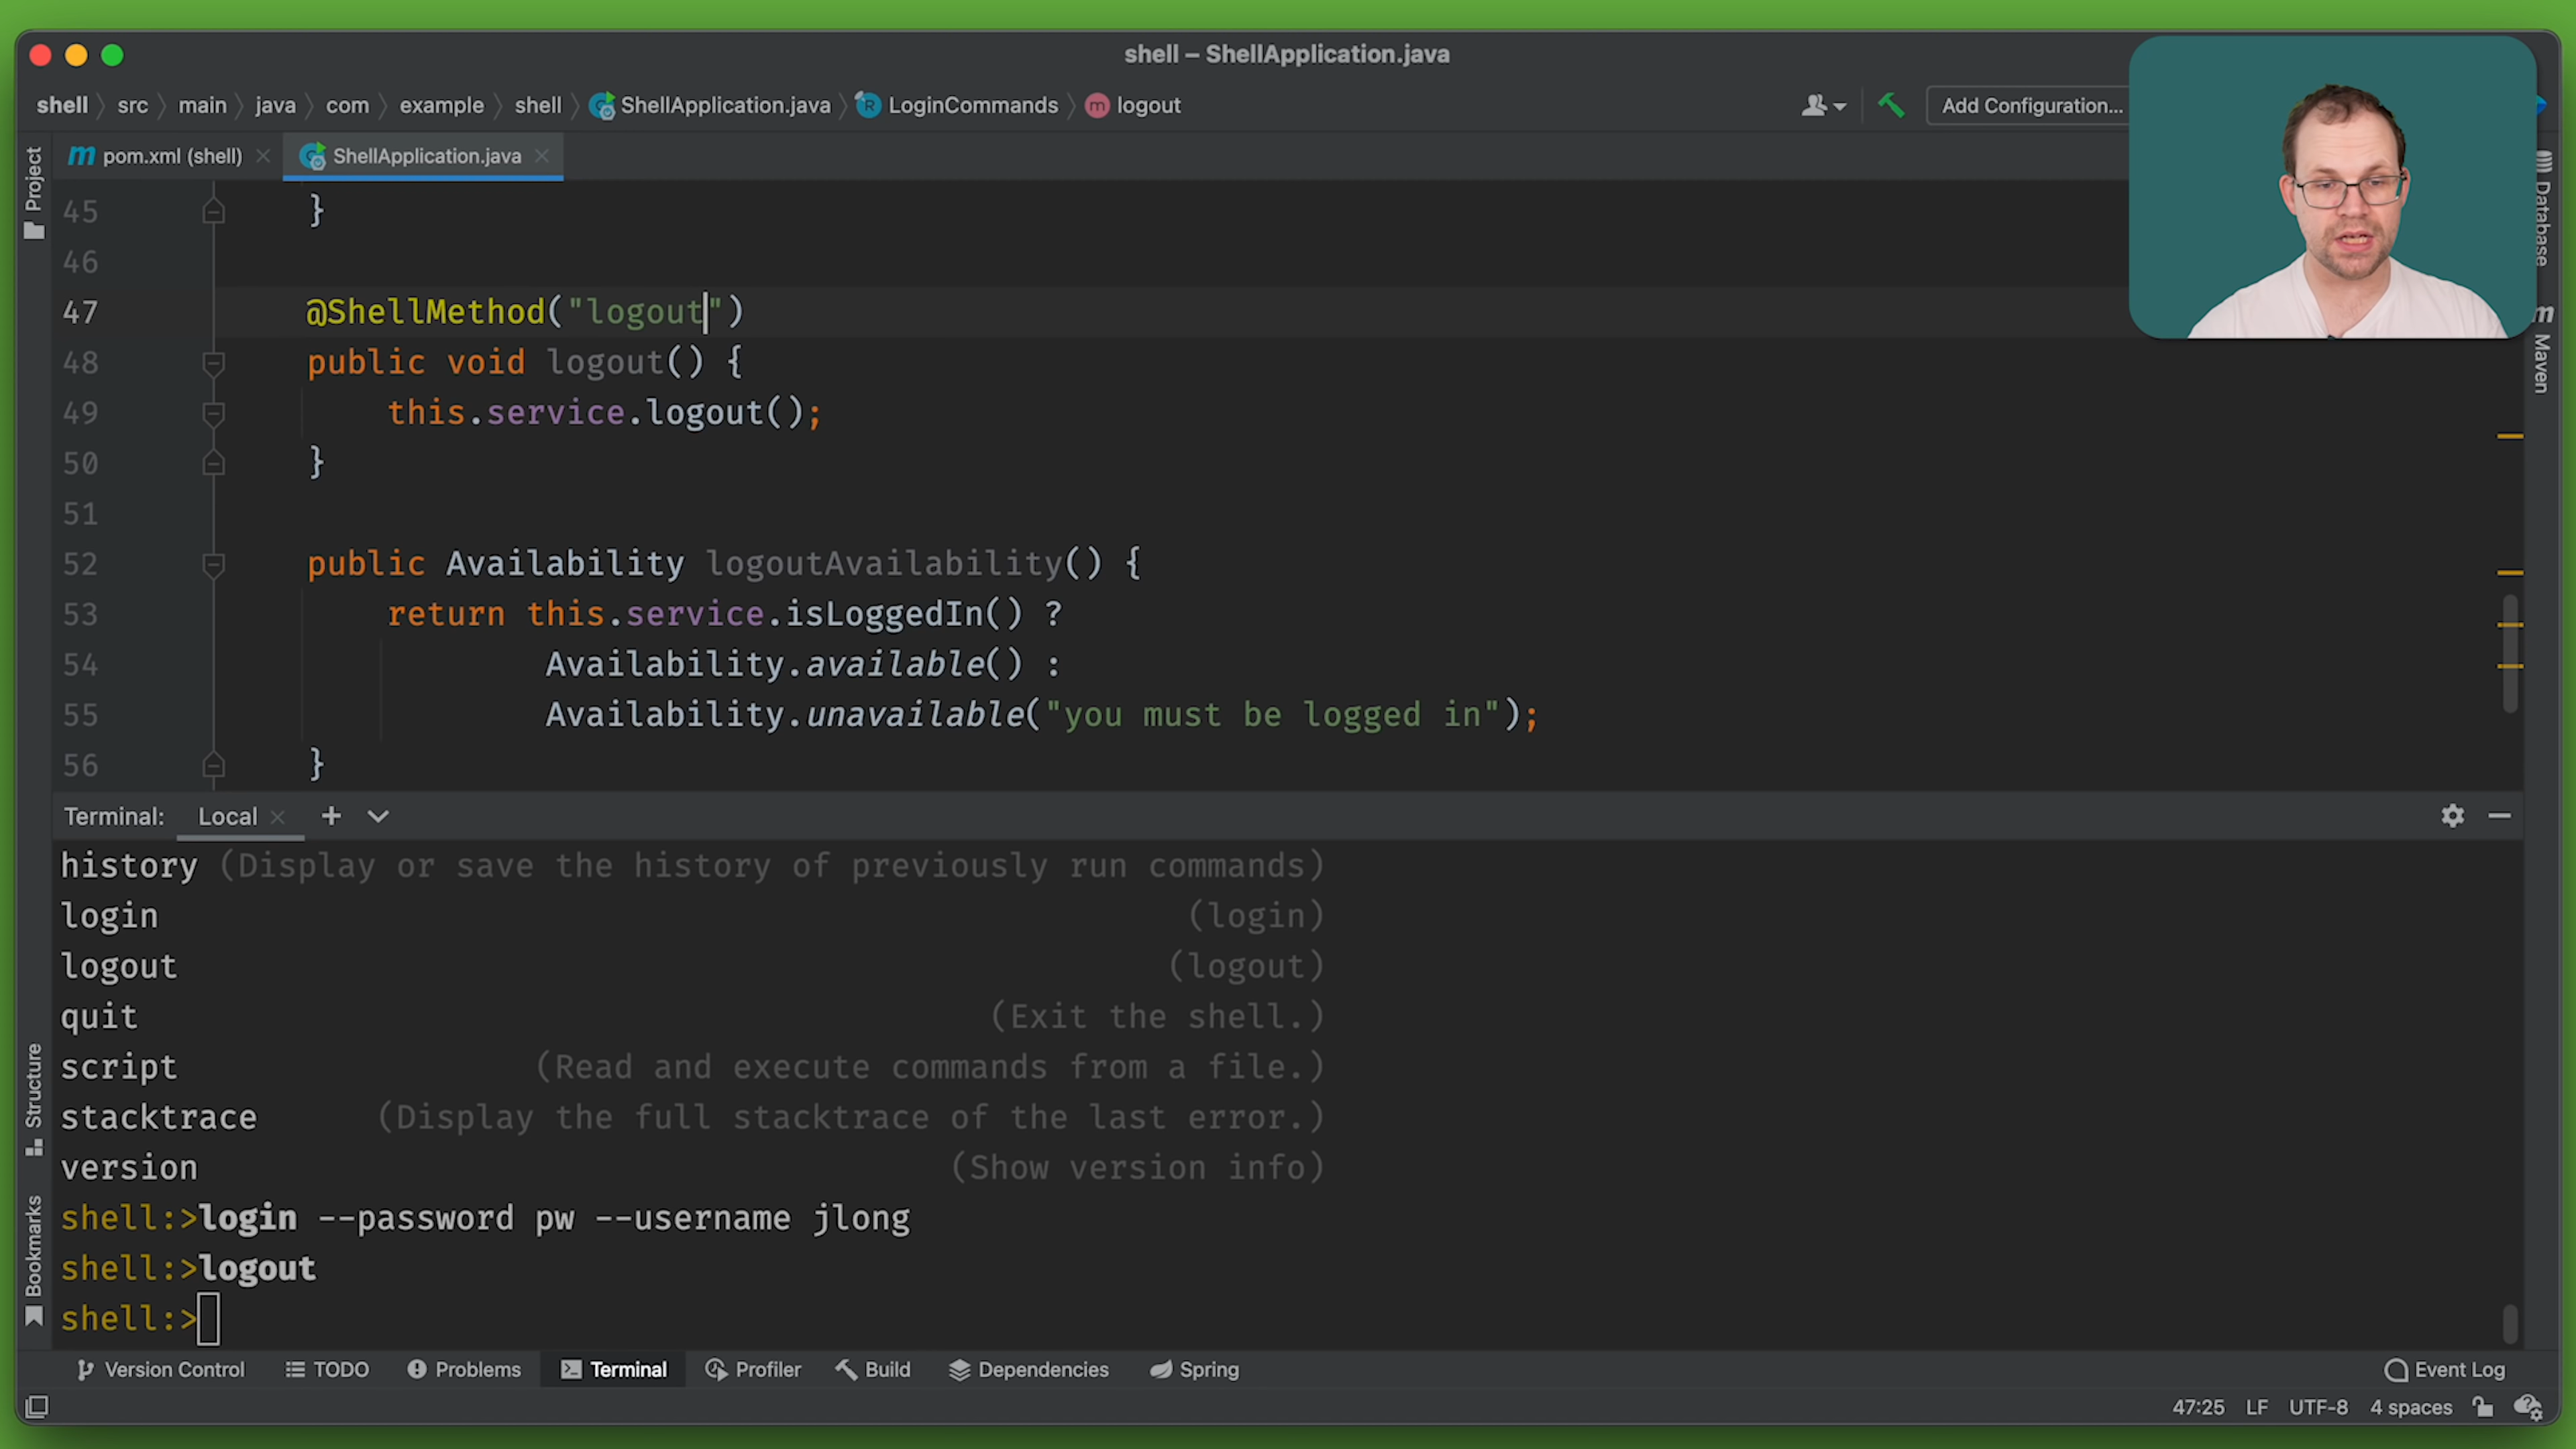 shell – ShellApplication.java
shell src main java com example shell ShellApplication.java LoginCommands m logout Add Configuration...
m pom.xml (shell) ShellApplication.java
Project
Database
m Maven
45 }
46
47 @ShellMethod("logout")
48 public void logout() {
49 this.service.logout();
50 }
51
52 public Availability logoutAvailability() {
53 return this.service.isLoggedIn() ?
54 Availability.available() :
55 Availability.unavailable("you must be logged in");
56 }
Terminal: Local
history (Display or save the history of previously run commands)
login (login)
logout (logout)
quit (Exit the shell.)
script (Read and execute commands from a file.)
stacktrace (Display the full stacktrace of the last error.)
version (Show version info)
shell:>login --password pw --username jlong
shell:>logout
shell:>
Structure
Bookmarks
Version Control TODO Problems Terminal Profiler Build Dependencies Spring Event Log
47:25 LF UTF-8 4 spaces